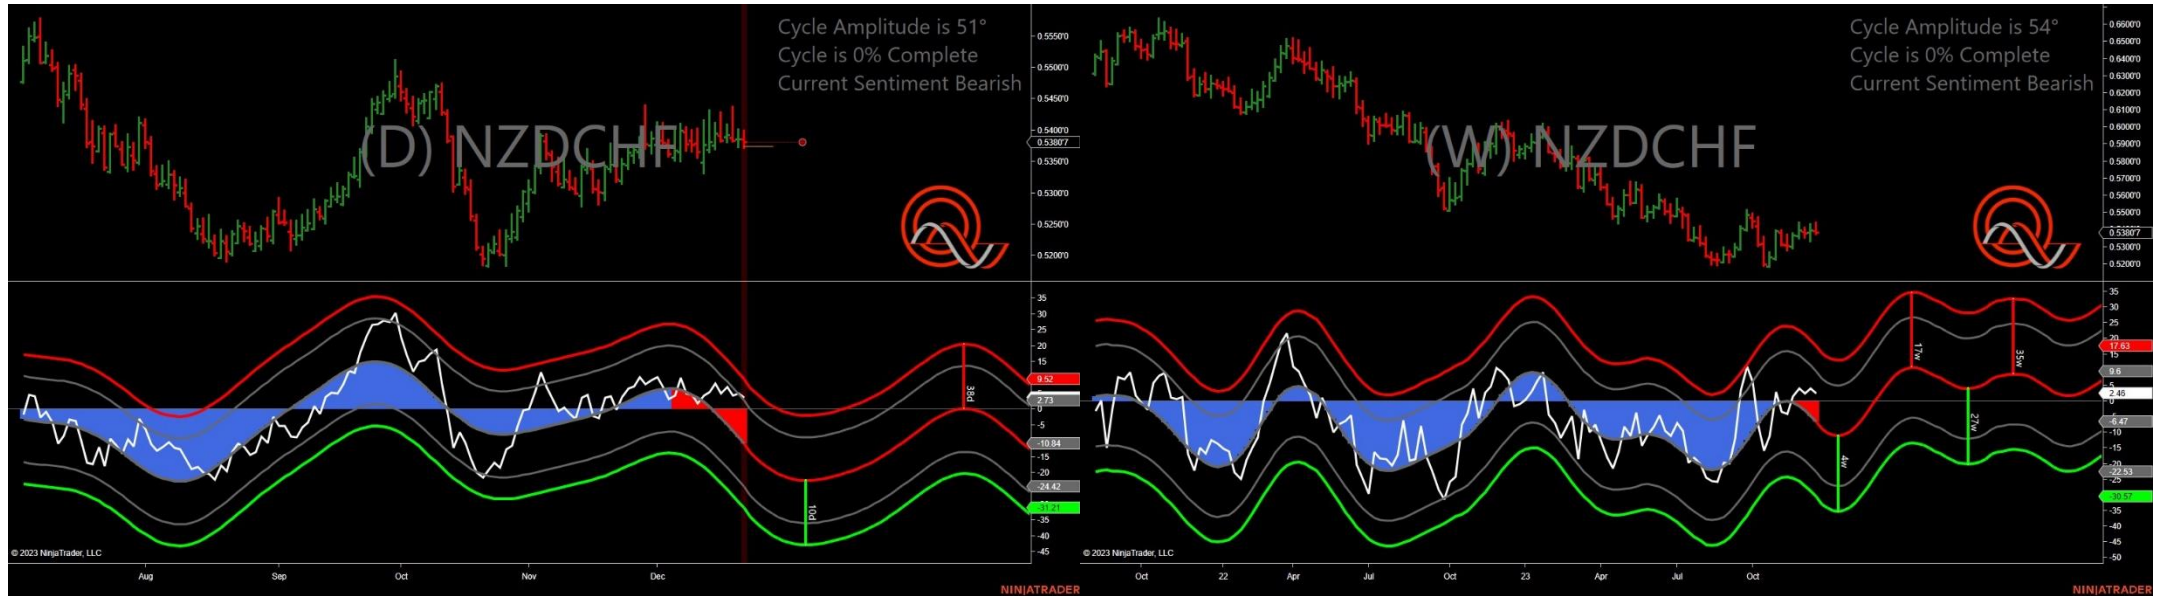 Cycle Amplitude is 51°
Cycle is 0% Complete
Current Sentiment Bearish
(D) NZDCHF
0.5550'0
0.5500'0
0.5450'0
0.5400'0
0.5380'7
0.5350'0
0.5300'0
0.5250'0
0.5200'0
35
30
25
20
15
9.52
2.73
0
-5
-10.84
-15
-20
-24.42
-31.21
-35
-40
-45
38d
10d
© 2023 NinjaTrader, LLC
Aug
Sep
Oct
Nov
Dec
NINJATRADER
Cycle Amplitude is 54°
Cycle is 0% Complete
Current Sentiment Bearish
(W) NZDCHF
0.6600'0
0.6500'0
0.6400'0
0.6300'0
0.6200'0
0.6100'0
0.6000'0
0.5900'0
0.5800'0
0.5700'0
0.5600'0
0.5500'0
0.5380'7
0.5300'0
0.5200'0
35
30
25
20
17.63
15
9.6
5
2.46
0
-6.47
-10
-15
-20
-22.53
-25
-30.57
-35
-40
-45
-50
17w
35w
27w
4w
© 2023 NinjaTrader, LLC
Oct
22
Apr
Jul
Oct
23
Apr
Jul
Oct
NINJATRADER